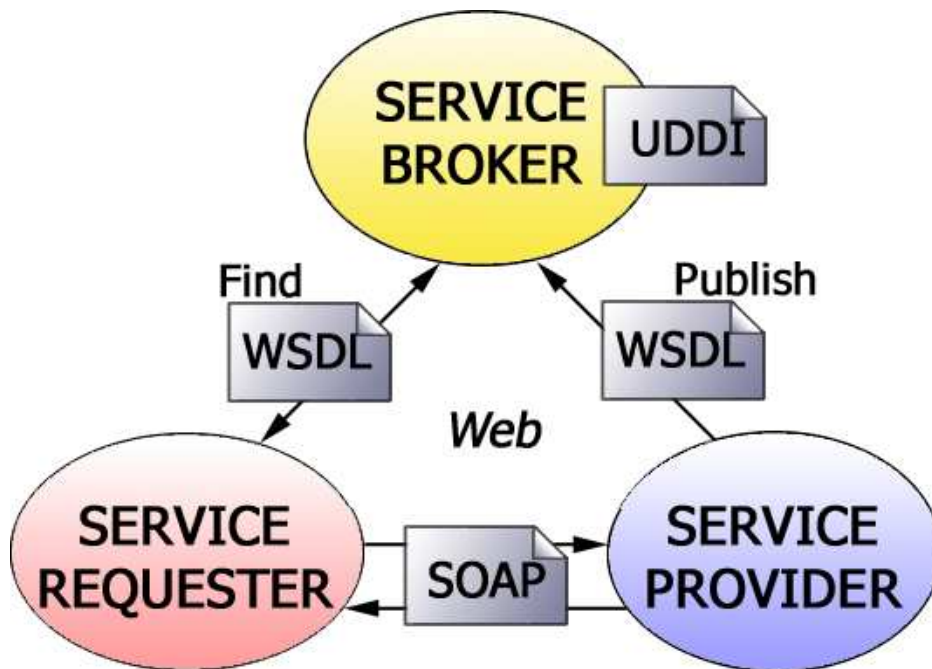 SERVICE
BROKER
UDDI
Find
WSDL
Publish
WSDL
Web
SERVICE
REQUESTER
SOAP
SERVICE
PROVIDER